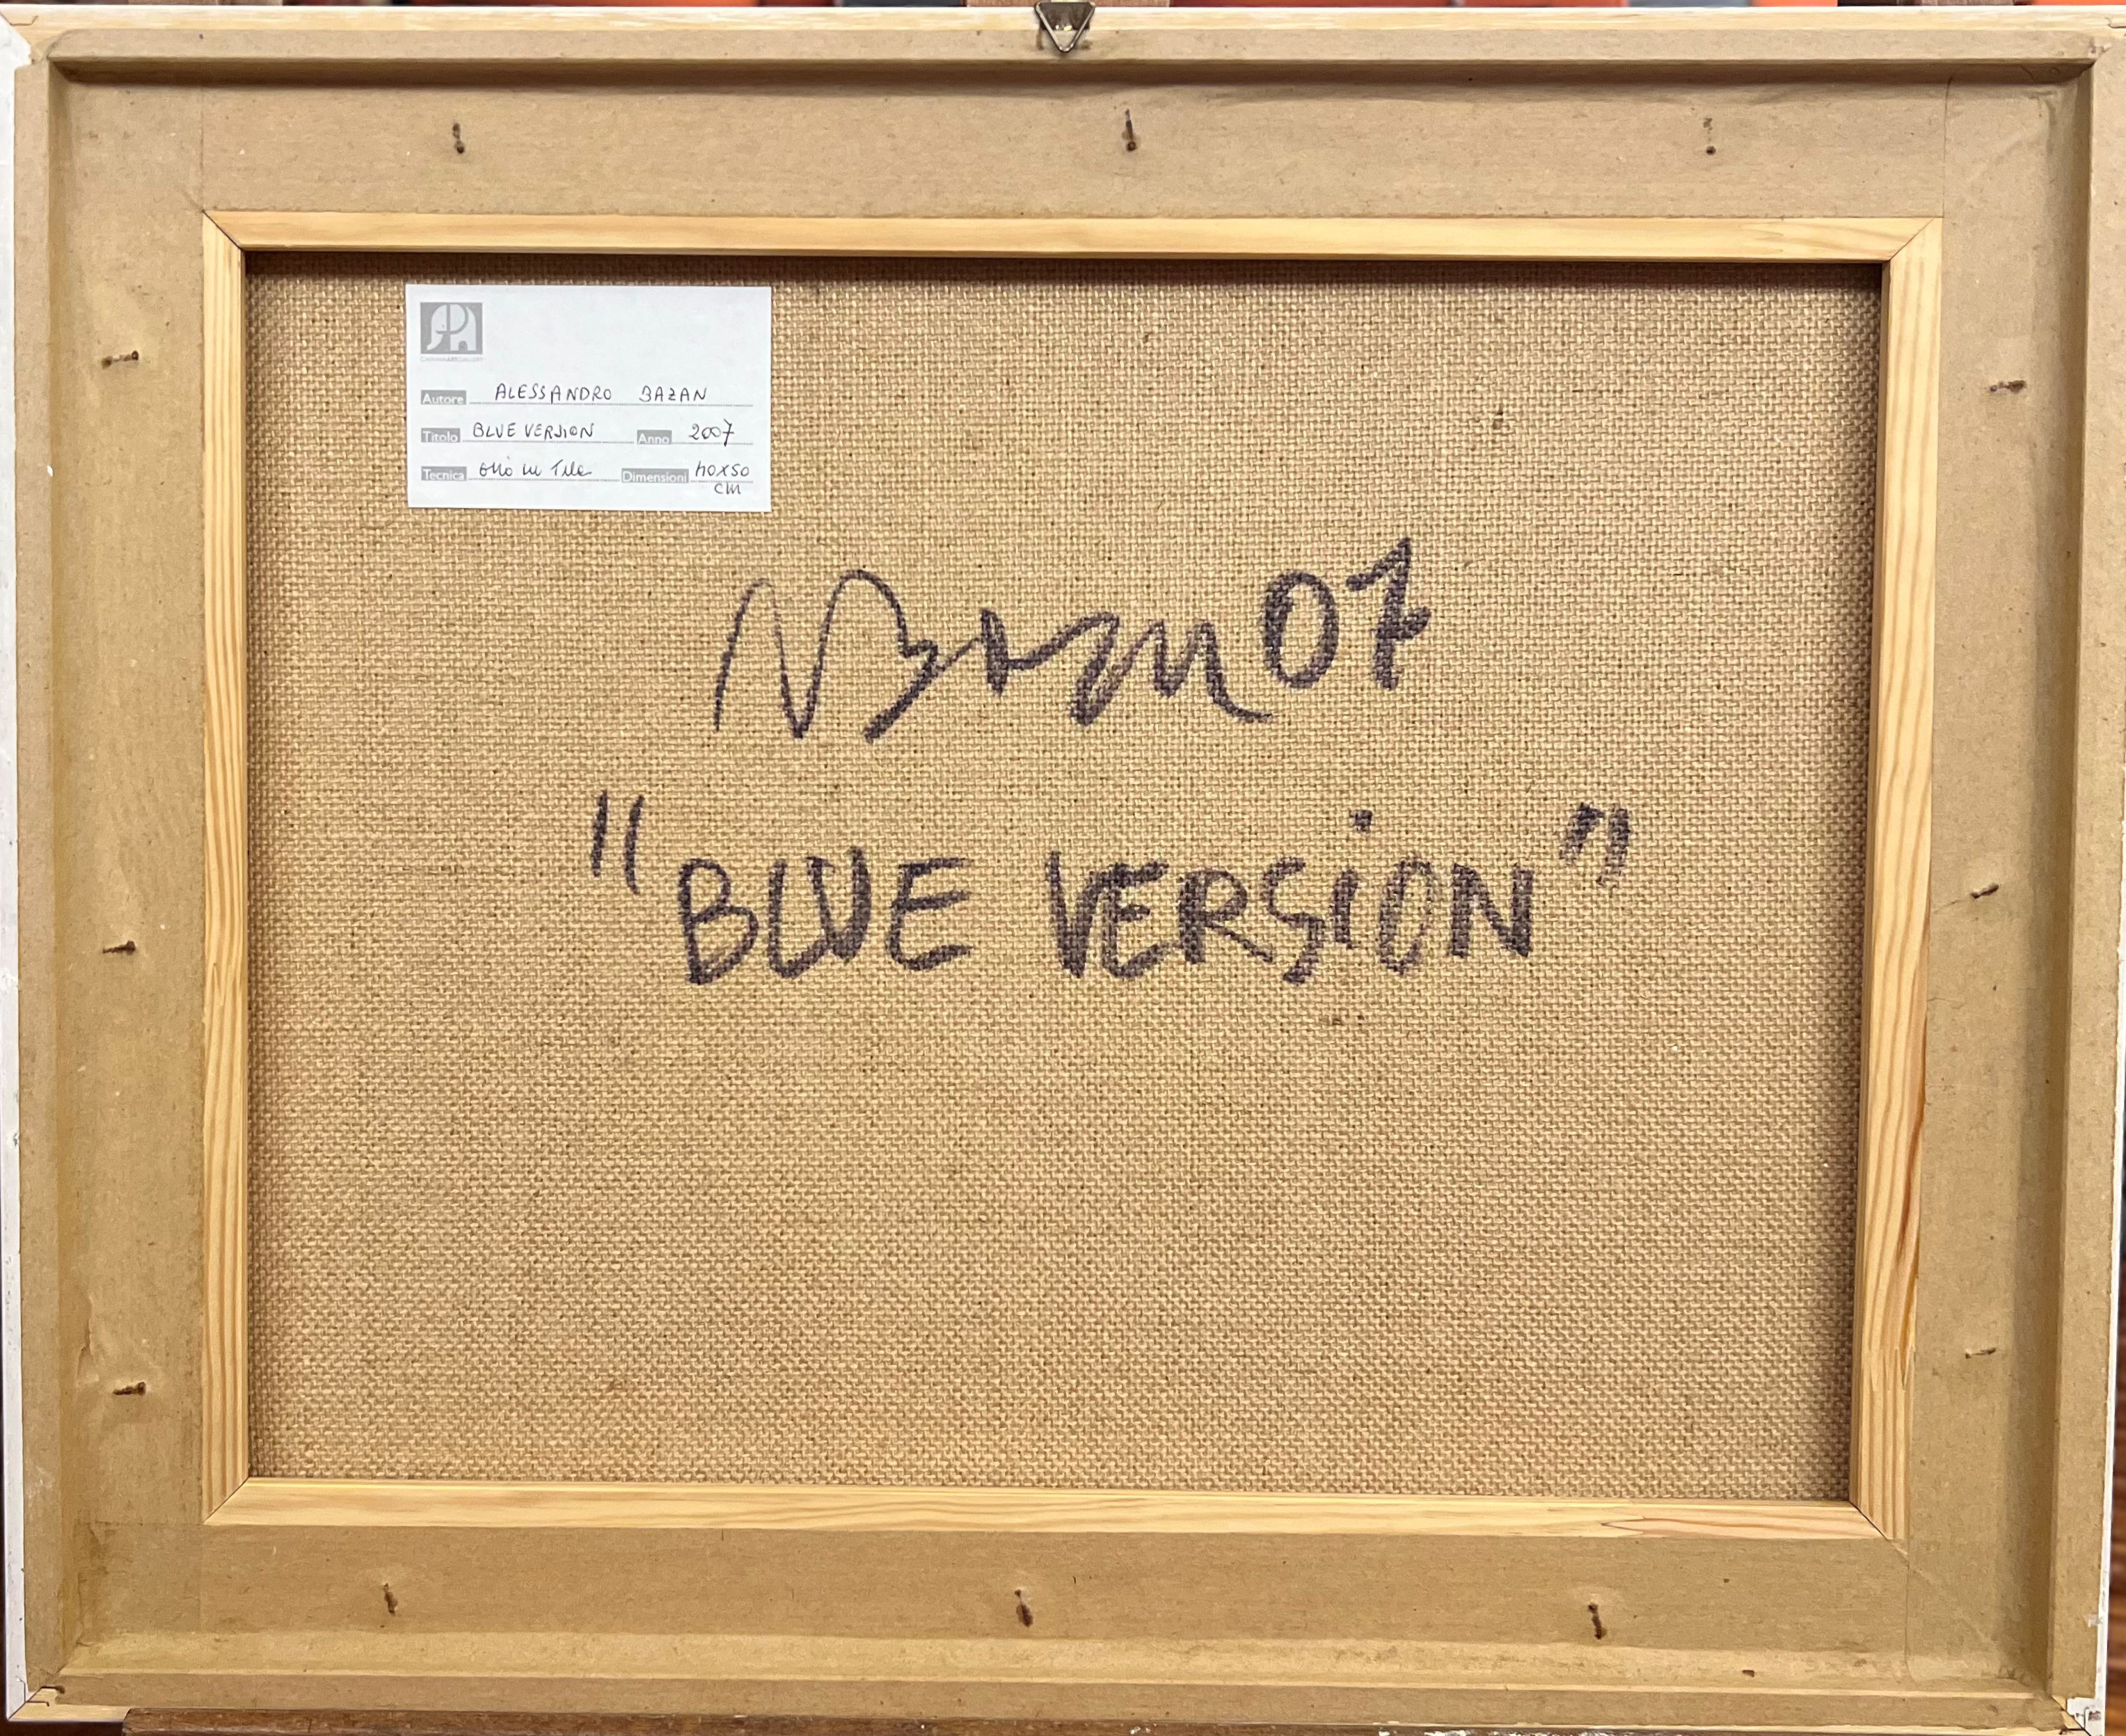 Autore ALESSANDRO BAZAN
Titolo BLUE VERSION Anno 2007
Tecnica olio su Tela Dimensioni 40x50
cm
Bazan 07
"BLUE VERSiON"